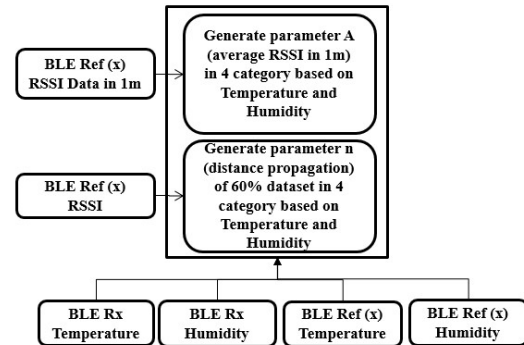 BLE Ref (x)
RSSI Data in 1m
Generate parameter A
(average RSSI in 1m)
in 4 category based on
Temperature and
Humidity
BLE Ref (x)
RSSI
Generate parameter n
(distance propagation)
of 60% dataset in 4
category based on
Temperature and
Humidity
BLE Rx
Temperature
BLE Rx
Humidity
BLE Ref (x)
Temperature
BLE Ref (x)
Humidity